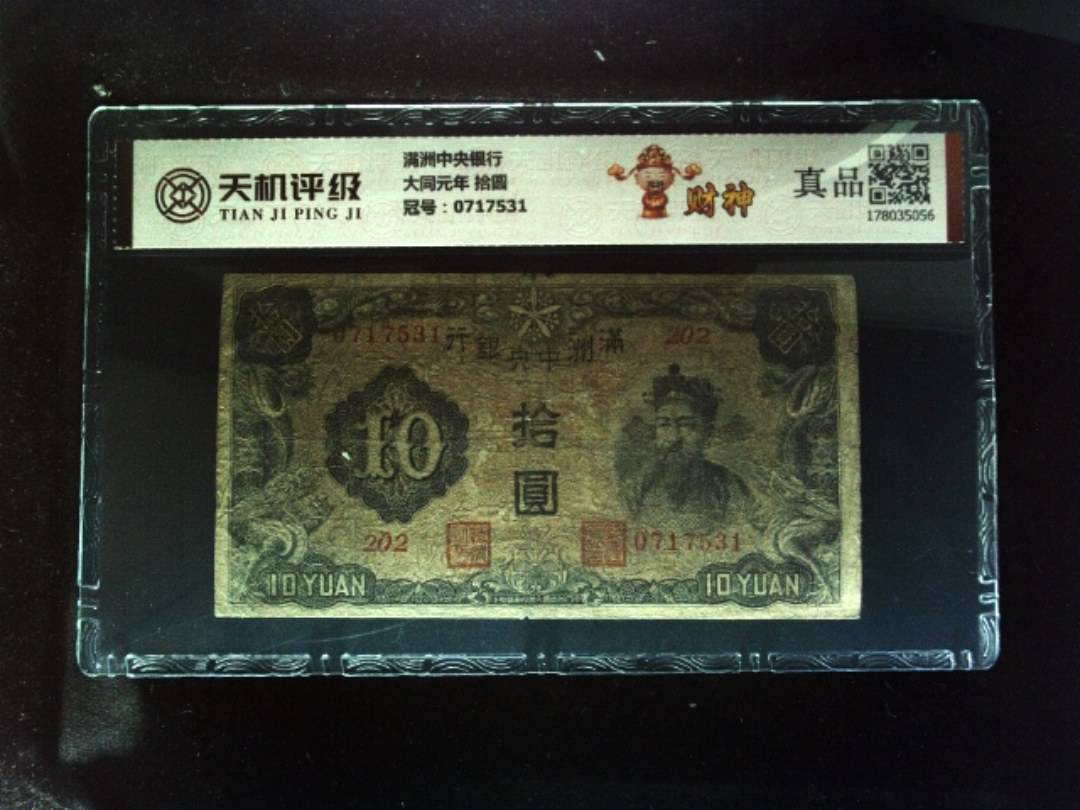 天机评级
TIAN JI PING JI
满洲中央银行
大同元年 拾圆
冠号：0717531
财神
真品
178035056
0717531
行銀央中洲滿
202
10
拾
圓
202
0717531
10 YUAN
10 YUAN